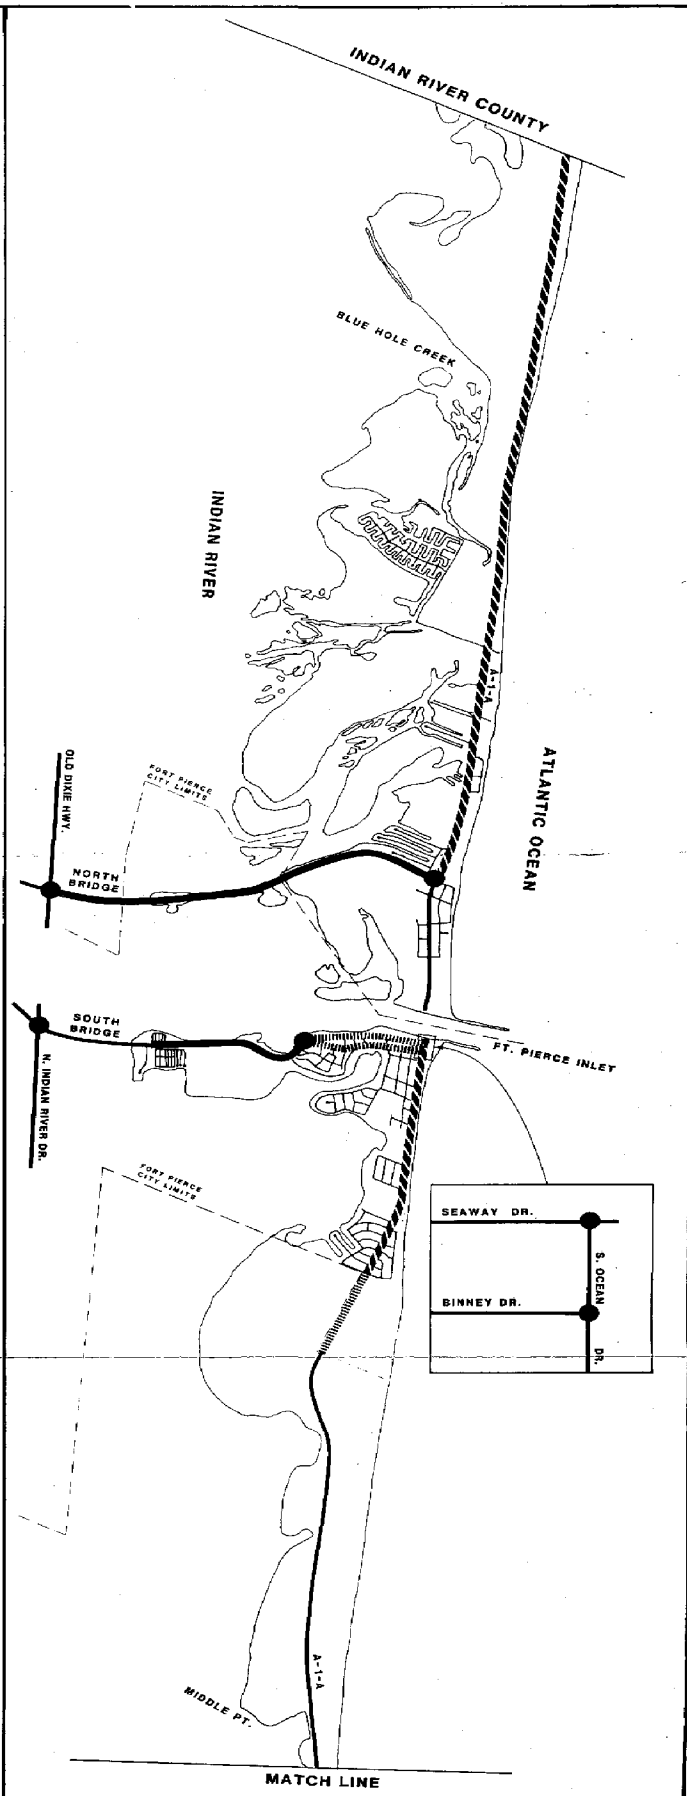 INDIAN RIVER COUNTY
BLUE HOLE CREEK
INDIAN RIVER
A-1-A
ATLANTIC OCEAN
FORT PIERCE
CITY LIMITS
OLD DIXIE HWY.
NORTH
BRIDGE
SOUTH
BRIDGE
FT. PIERCE INLET
N. INDIAN RIVER DR.
FORT PIERCE
CITY LIMITS
SEAWAY DR.
S. OCEAN DR.
BINNEY DR.
A-1-A
MIDDLE PT.
MATCH LINE